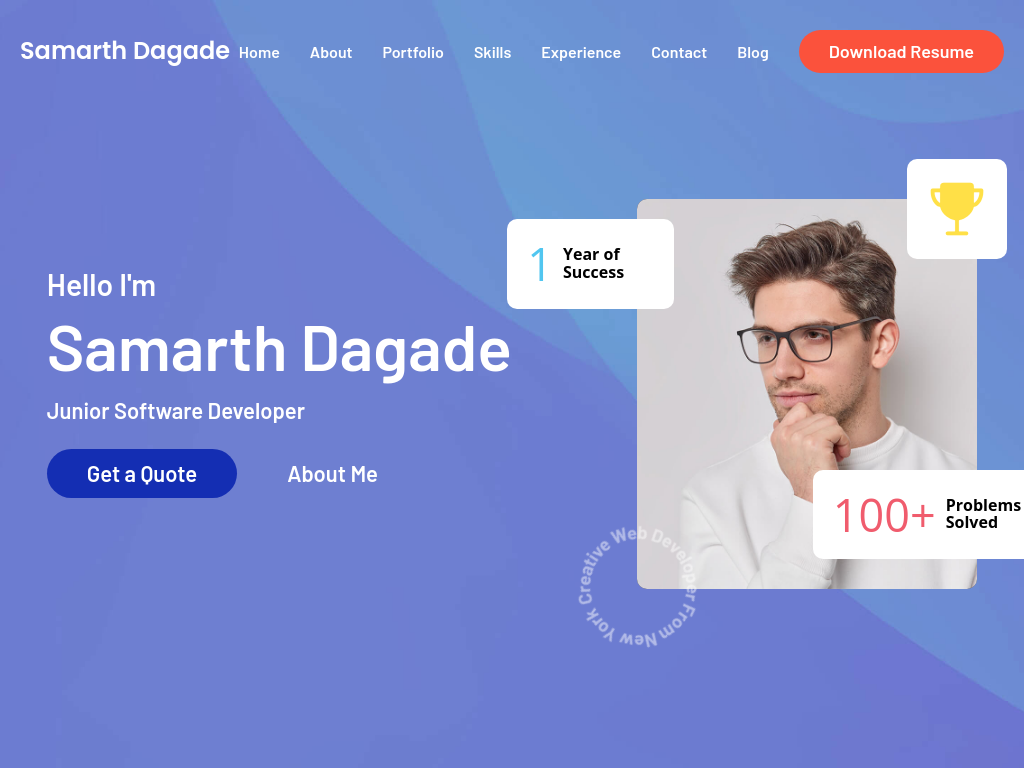 Samarth Dagade
Home
About
Portfolio
Skills
Experience
Contact
Blog
Download Resume
1
Year of
Success
Hello I'm
Samarth Dagade
Junior Software Developer
Get a Quote
About Me
100+
Problems
Solved
Creative Web Developer From New York